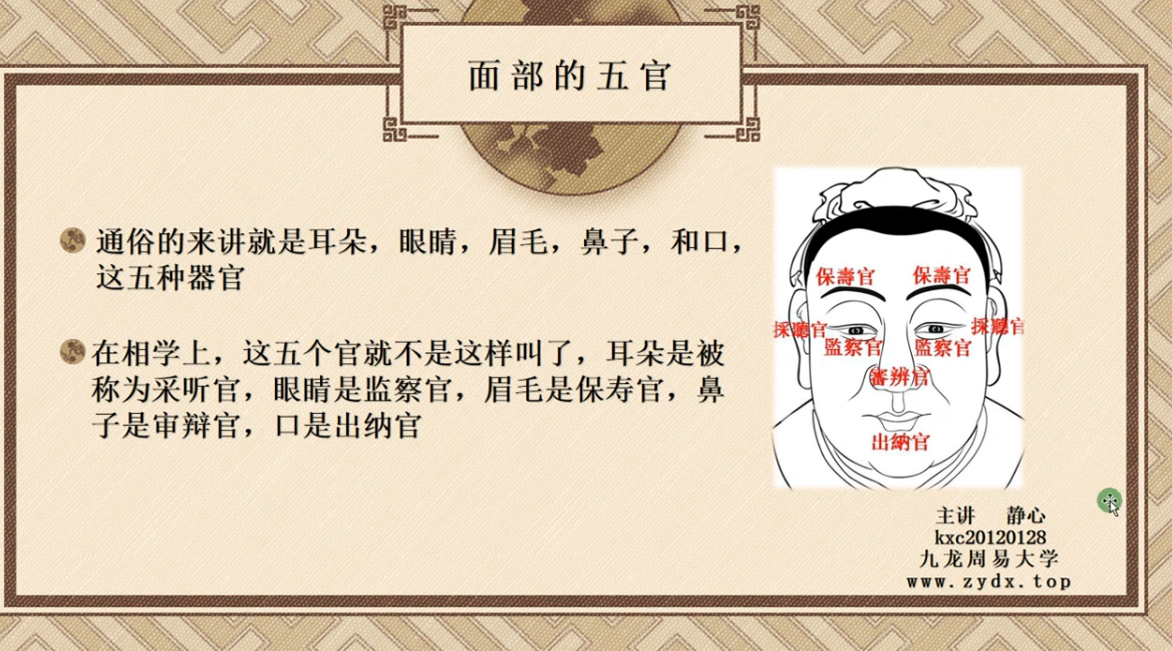 面部的五官
通俗的来讲就是耳朵，眼睛，眉毛，鼻子，和口，
这五种器官
在相学上，这五个官就不是这样叫了，耳朵是被
称为采听官，眼睛是监察官，眉毛是保寿官，鼻
子是审辩官，口是出纳官
保壽官
保壽官
採聽官
採聽官
監察官
監察官
審辨官
出納官
主讲 静心
kxc20120128
九龙周易大学
www.zydx.top